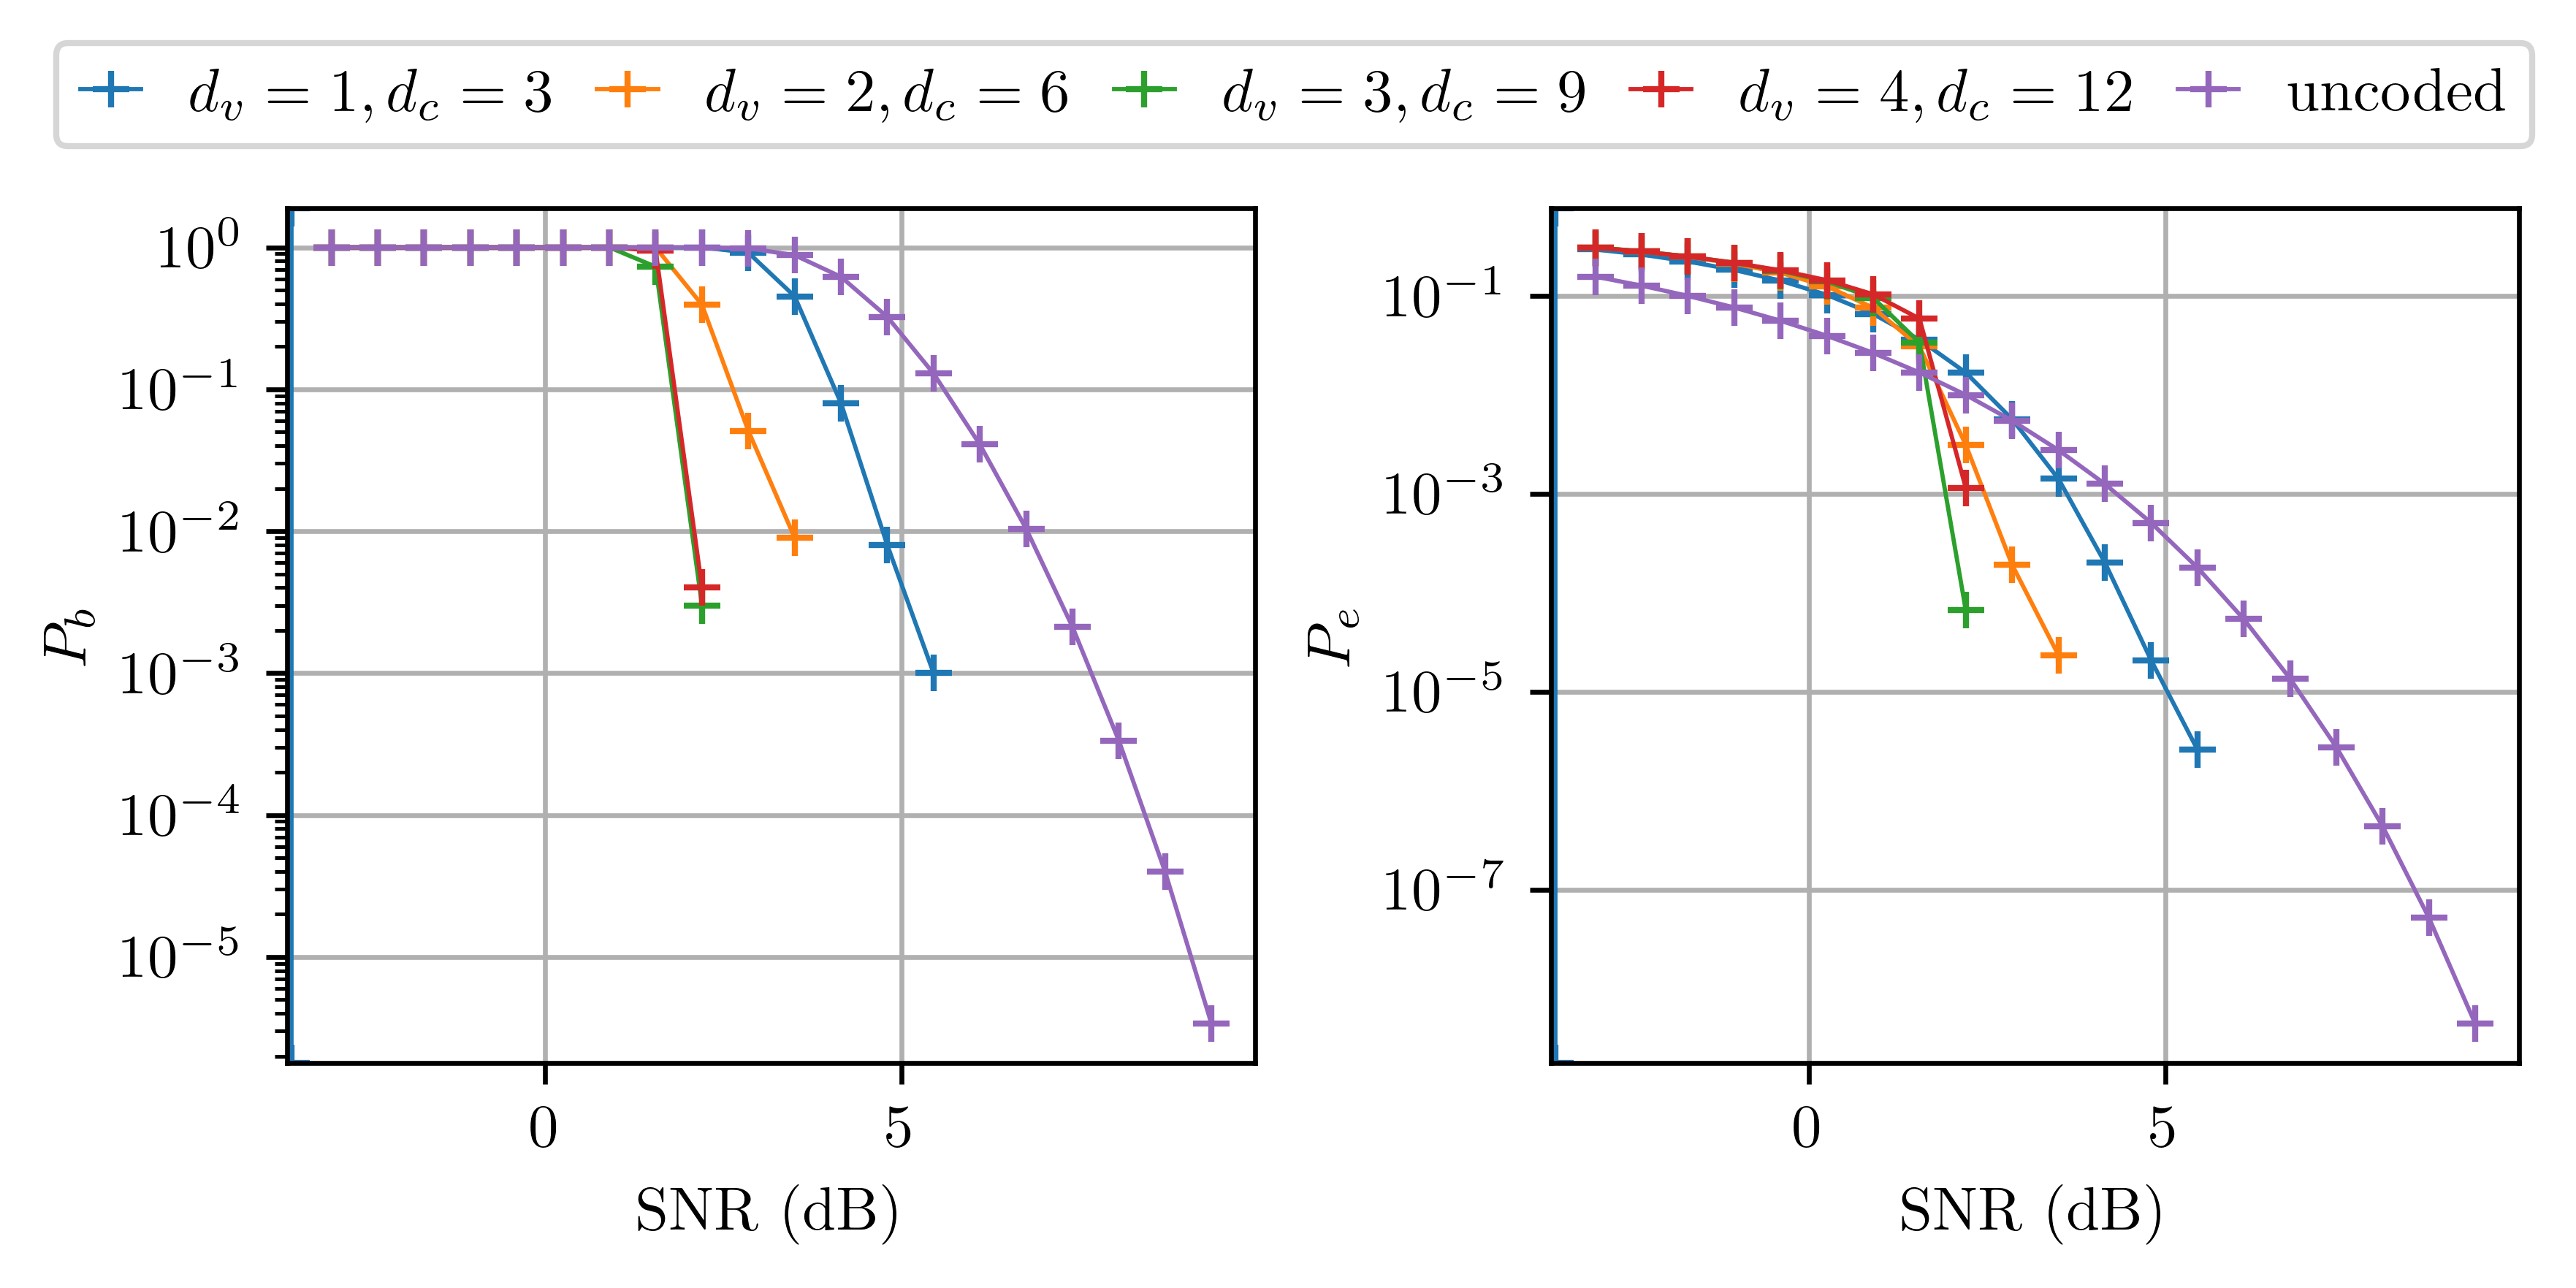 d_v = 1, d_c = 3 d_v = 2, d_c = 6 d_v = 3, d_c = 9 d_v = 4, d_c = 12 uncoded
10^0
10^{-1}
10^{-2}
10^{-3}
10^{-4}
10^{-5}
P_b
0 5
SNR (dB)
10^{-1}
10^{-3}
10^{-5}
10^{-7}
P_e
0 5
SNR (dB)